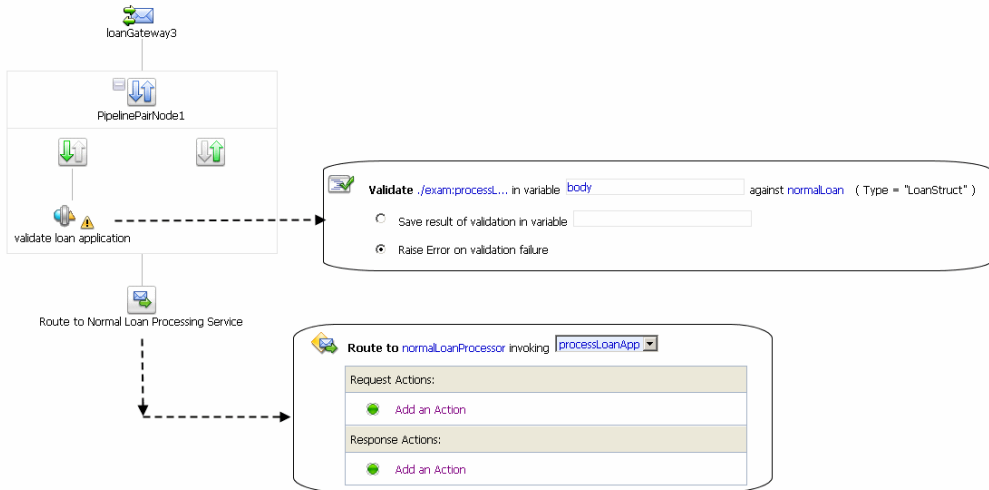 loanGateway3
PipelinePairNode1
validate loan application
Validate ./exam:processL... in variable body against normalLoan ( Type = "LoanStruct" )
Save result of validation in variable
Raise Error on validation failure
Route to Normal Loan Processing Service
Route to normalLoanProcessor invoking processLoanApp
Request Actions:
Add an Action
Response Actions:
Add an Action